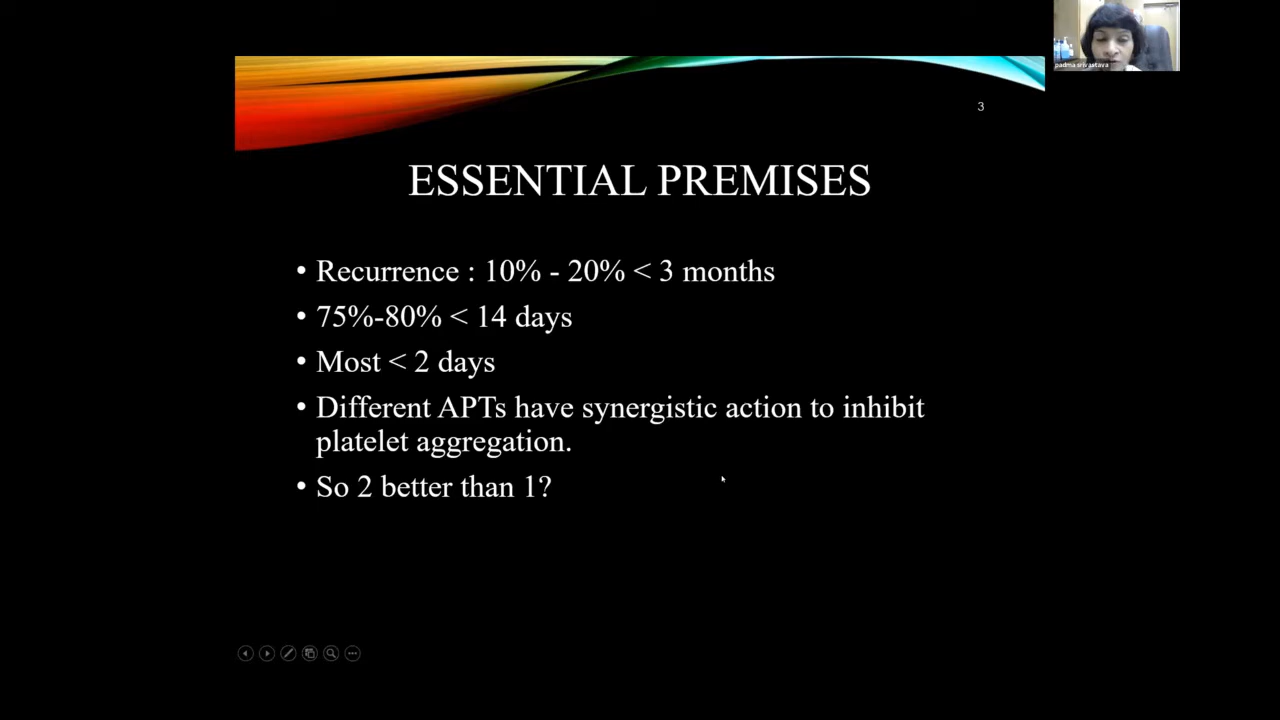 padma srivastava
3
ESSENTIAL PREMISES
• Recurrence : 10% - 20% < 3 months
• 75%-80% < 14 days
• Most < 2 days
• Different APTs have synergistic action to inhibit
platelet aggregation.
• So 2 better than 1?